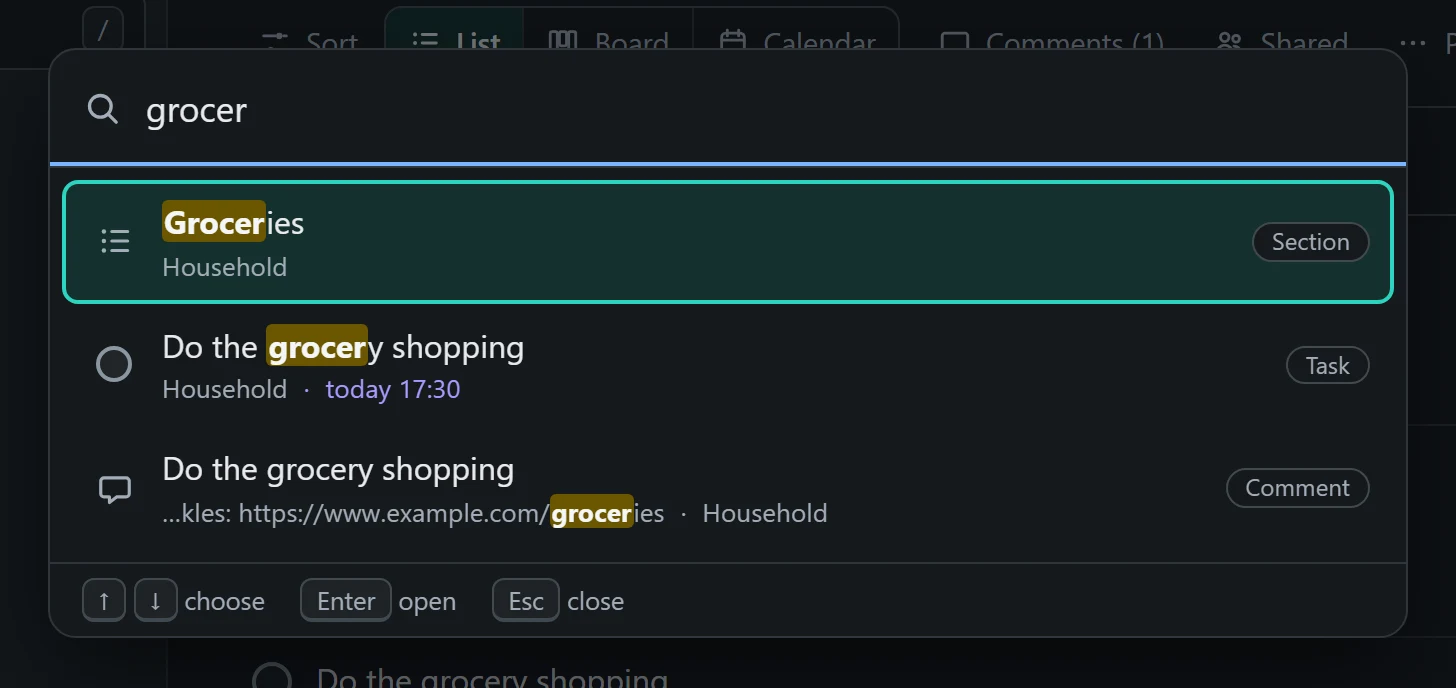 /
Sort
List
Board
Calendar
Comments (1)
Shared
grocer
Groceries
Household
Section
Do the grocery shopping
Household · today 17:30
Task
Do the grocery shopping
...kles: https://www.example.com/groceries · Household
Comment
↑ ↓ choose Enter open Esc close
Do the grocery shopping